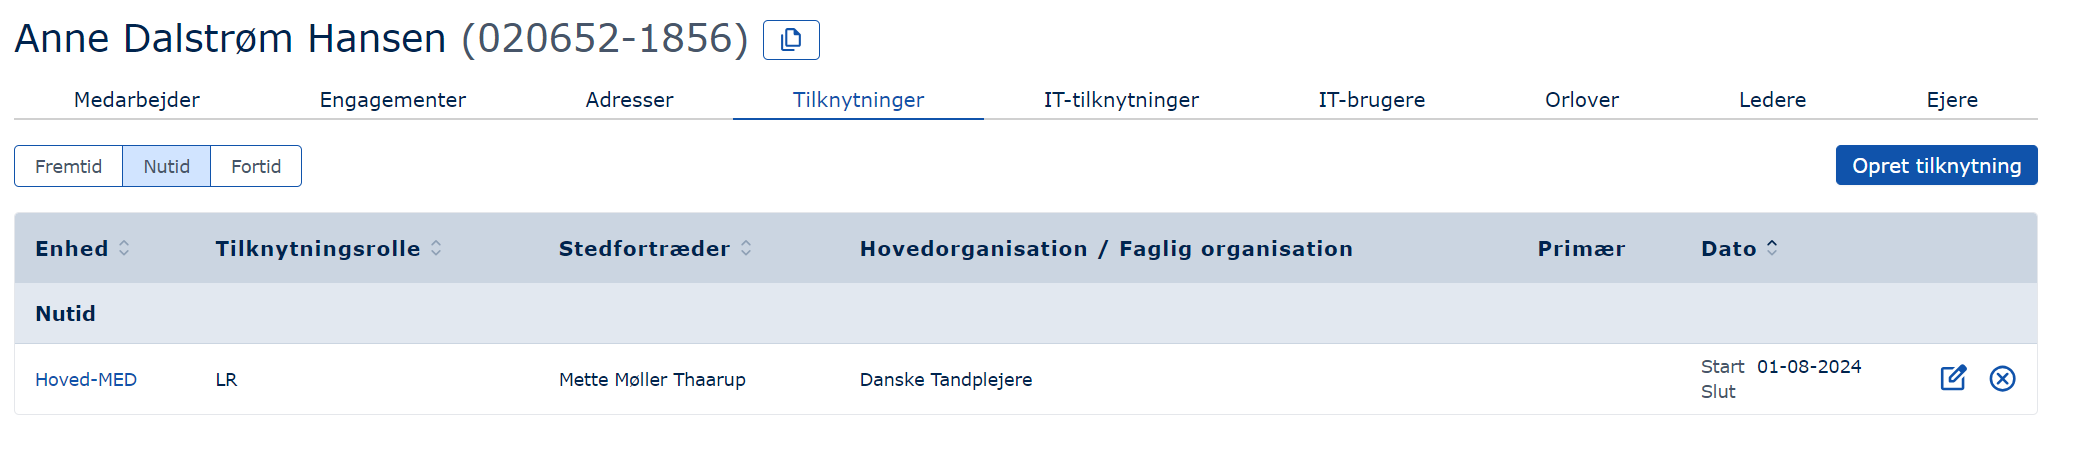 Anne Dalstrøm Hansen (020652-1856)
Medarbejder Engagementer Adresser Tilknytninger IT-tilknytninger IT-brugere Orlover Ledere Ejere
Fremtid Nutid Fortid Opret tilknytning
Enhed Tilknytningsrolle Stedfortræder Hovedorganisation / Faglig organisation Primær Dato
Nutid
Hoved-MED LR Mette Møller Thaarup Danske Tandplejere Start 01-08-2024
Slut